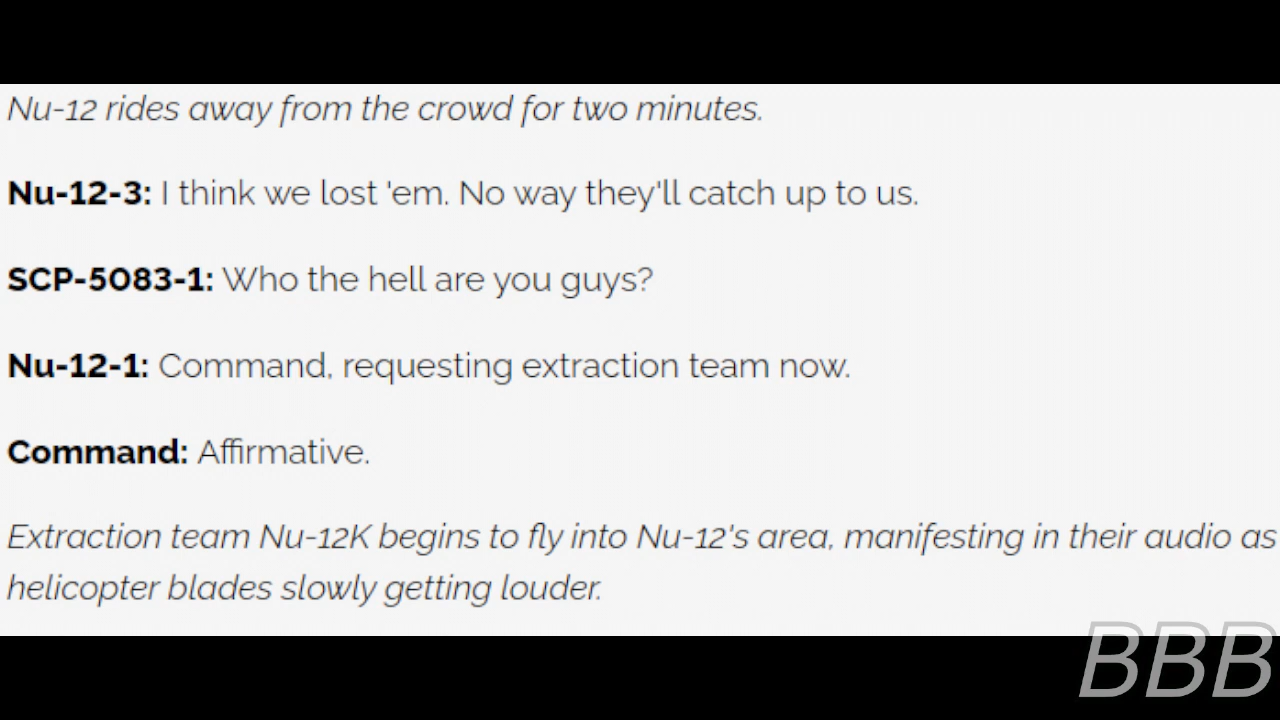 Nu-12 rides away from the crowd for two minutes.
Nu-12-3: I think we lost 'em. No way they'll catch up to us.
SCP-5083-1: Who the hell are you guys?
Nu-12-1: Command, requesting extraction team now.
Command: Affirmative.
Extraction team Nu-12K begins to fly into Nu-12's area, manifesting in their audio as
helicopter blades slowly getting louder.
BBB